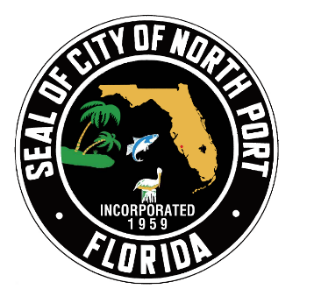 SEAL OF CITY OF NORTH PORT
INCORPORATED
1959
FLORIDA